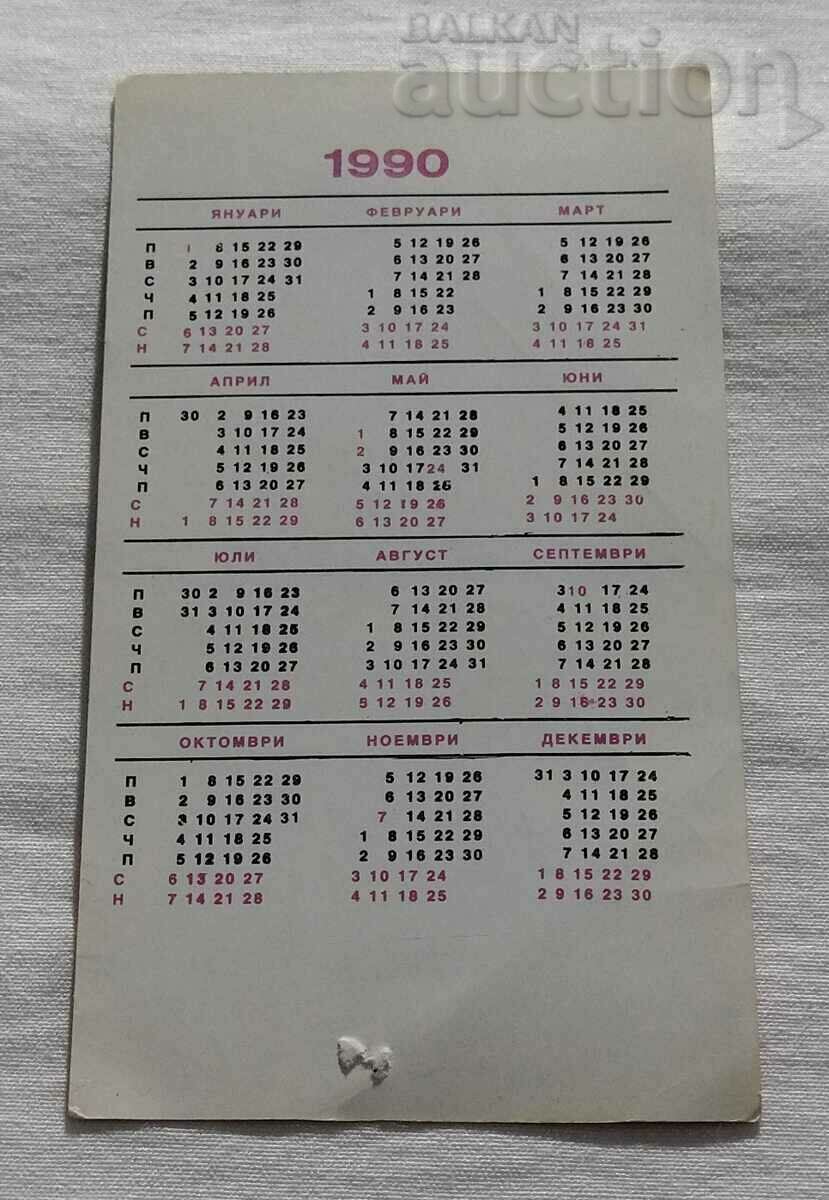 BALKAN
auction
1990
ЯНУАРИ ФЕВРУАРИ МАРТ
П 1 8 15 22 29 5 12 19 26 5 12 19 26
В 2 9 16 23 30 6 13 20 27 6 13 20 27
С 3 10 17 24 31 7 14 21 28 7 14 21 28
Ч 4 11 18 25 1 8 15 22 1 8 15 22 29
П 5 12 19 26 2 9 16 23 2 9 16 23 30
С 6 13 20 27 3 10 17 24 3 10 17 24 31
Н 7 14 21 28 4 11 18 25 4 11 18 25
АПРИЛ МАЙ ЮНИ
П 30 2 9 16 23 7 14 21 28 4 11 18 25
В 3 10 17 24 1 8 15 22 29 5 12 19 26
С 4 11 18 25 2 9 16 23 30 6 13 20 27
Ч 5 12 19 26 3 10 17 24 31 7 14 21 28
П 6 13 20 27 4 11 18 25 1 8 15 22 29
С 7 14 21 28 5 12 19 26 2 9 16 23 30
Н 1 8 15 22 29 6 13 20 27 3 10 17 24
ЮЛИ АВГУСТ СЕПТЕМВРИ
П 30 2 9 16 23 6 13 20 27 3 10 17 24
В 31 3 10 17 24 7 14 21 28 4 11 18 25
С 4 11 18 25 1 8 15 22 29 5 12 19 26
Ч 5 12 19 26 2 9 16 23 30 6 13 20 27
П 6 13 20 27 3 10 17 24 31 7 14 21 28
С 7 14 21 28 4 11 18 25 1 8 15 22 29
Н 1 8 15 22 29 5 12 19 26 2 9 16 23 30
ОКТОМВРИ НОЕМВРИ ДЕКЕМВРИ
П 1 8 15 22 29 5 12 19 26 31 3 10 17 24
В 2 9 16 23 30 6 13 20 27 4 11 18 25
С 3 10 17 24 31 7 14 21 28 5 12 19 26
Ч 4 11 18 25 1 8 15 22 29 6 13 20 27
П 5 12 19 26 2 9 16 23 30 7 14 21 28
С 6 13 20 27 3 10 17 24 1 8 15 22 29
Н 7 14 21 28 4 11 18 25 2 9 16 23 30